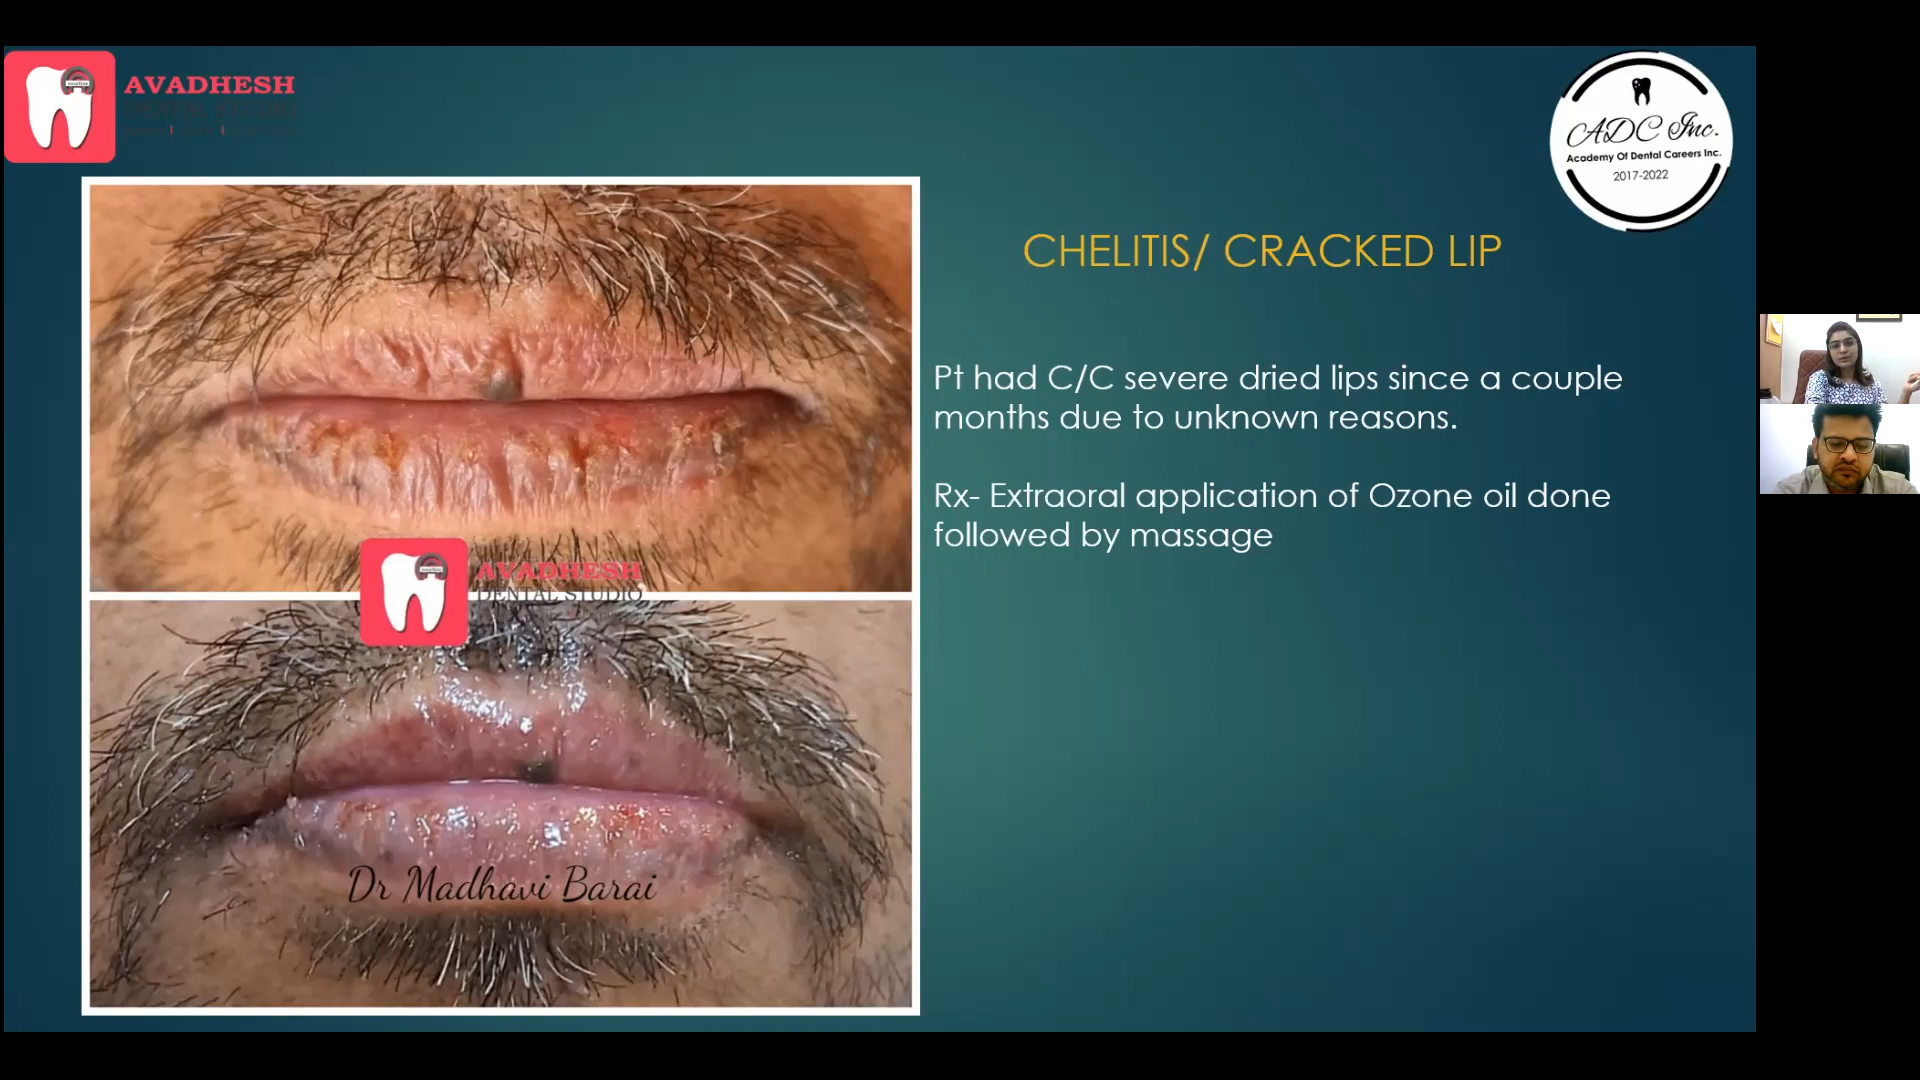 AVADHESH
DENTAL STUDIO
ADC Inc.
Academy Of Dental Careers Inc.
2017-2022
CHELITIS/ CRACKED LIP
Pt had C/C severe dried lips since a couple
months due to unknown reasons.
Rx- Extraoral application of Ozone oil done
followed by massage
AVADHESH
DENTAL STUDIO
Dr Madhavi Barai